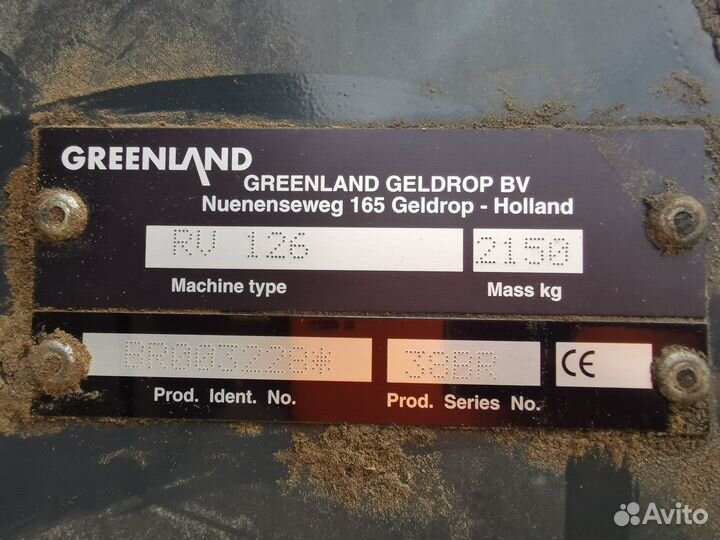 GREENLAND
GREENLAND GELDROP BV
Nuenenseweg 165 Geldrop - Holland
RV 126 2150
Machine type Mass kg
BR003228* 38BR CE
Prod. Ident. No. Prod. Series No.
Avito